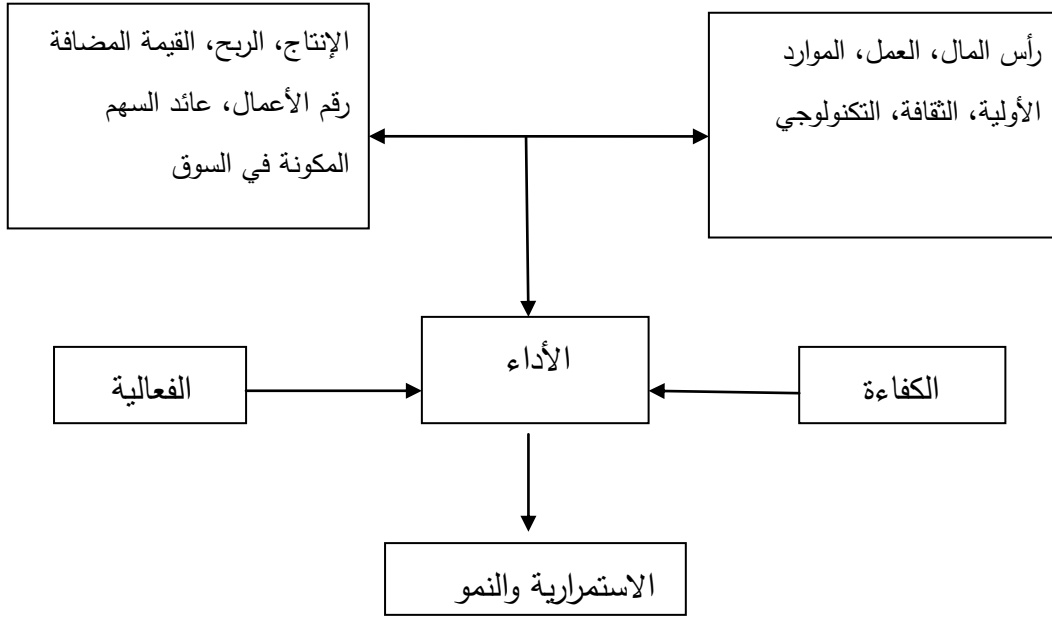 رأس المال، العمل، الموارد
الأولية، الثقافة، التكنولوجي
الإنتاج، الربح، القيمة المضافة
رقم الأعمال، عائد السهم
المكونة في السوق
الأداء
الكفاءة
الفعالية
الاستمرارية والنمو